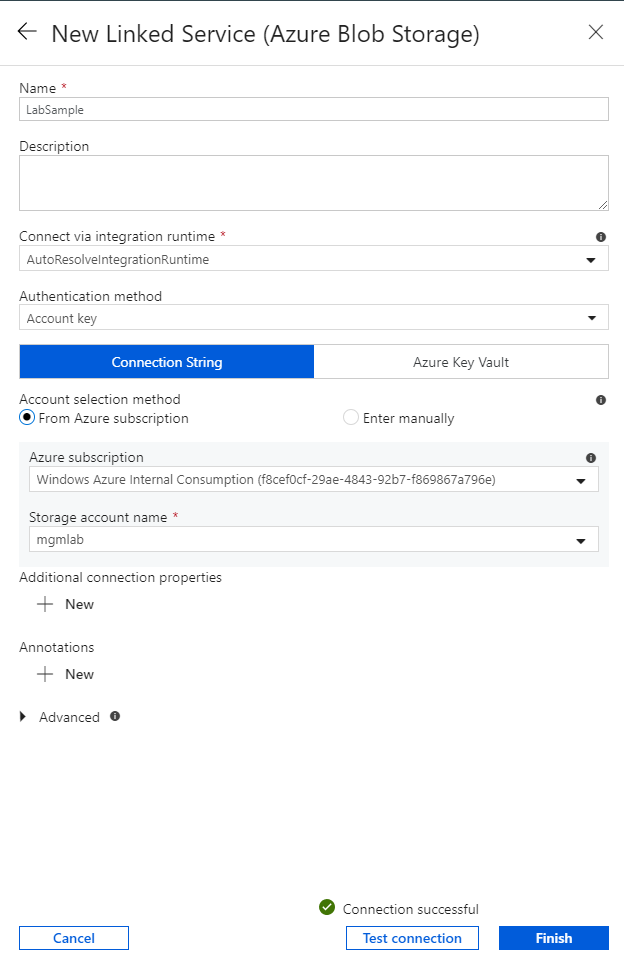 New Linked Service (Azure Blob Storage)
Name *
LabSample
Description
Connect via integration runtime *
AutoResolveIntegrationRuntime
Authentication method
Account key
Connection String
Azure Key Vault
Account selection method
From Azure subscription
Enter manually
Azure subscription
Windows Azure Internal Consumption (f8cef0cf-29ae-4843-92b7-f869867a796e)
Storage account name *
mgmlab
Additional connection properties
New
Annotations
New
Advanced
Connection successful
Cancel
Test connection
Finish